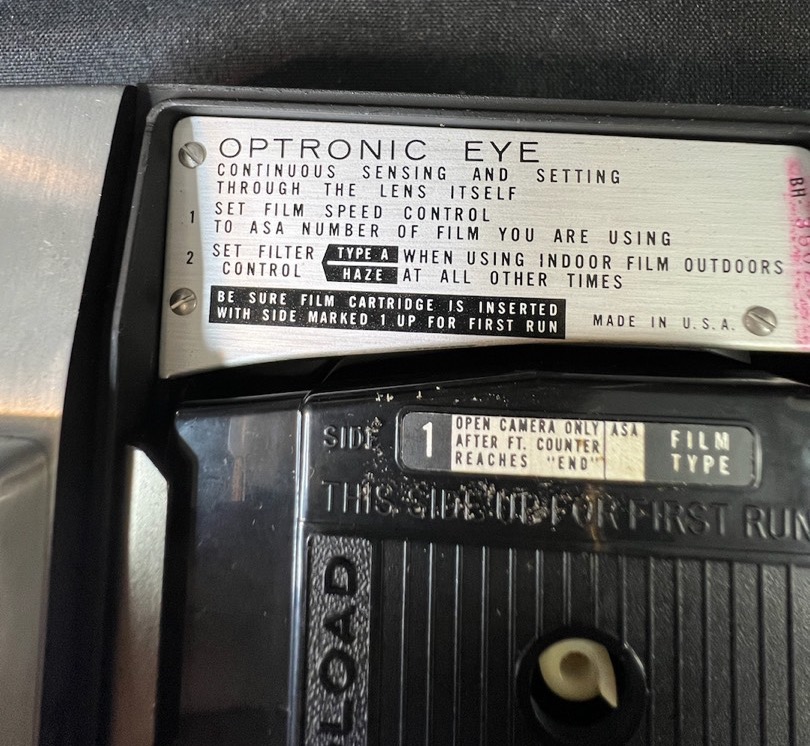 OPTRONIC EYE
CONTINUOUS SENSING AND SETTING
THROUGH THE LENS ITSELF
1 SET FILM SPEED CONTROL
TO ASA NUMBER OF FILM YOU ARE USING
2 SET FILTER TYPE A WHEN USING INDOOR FILM OUTDOORS
CONTROL HAZE AT ALL OTHER TIMES
BE SURE FILM CARTRIDGE IS INSERTED
WITH SIDE MARKED 1 UP FOR FIRST RUN
MADE IN U.S.A.
SIDE 1 OPEN CAMERA ONLY ASA FILM
AFTER FT. COUNTER TYPE
REACHES "END"
THIS SIDE UP FOR FIRST RUN
LOAD